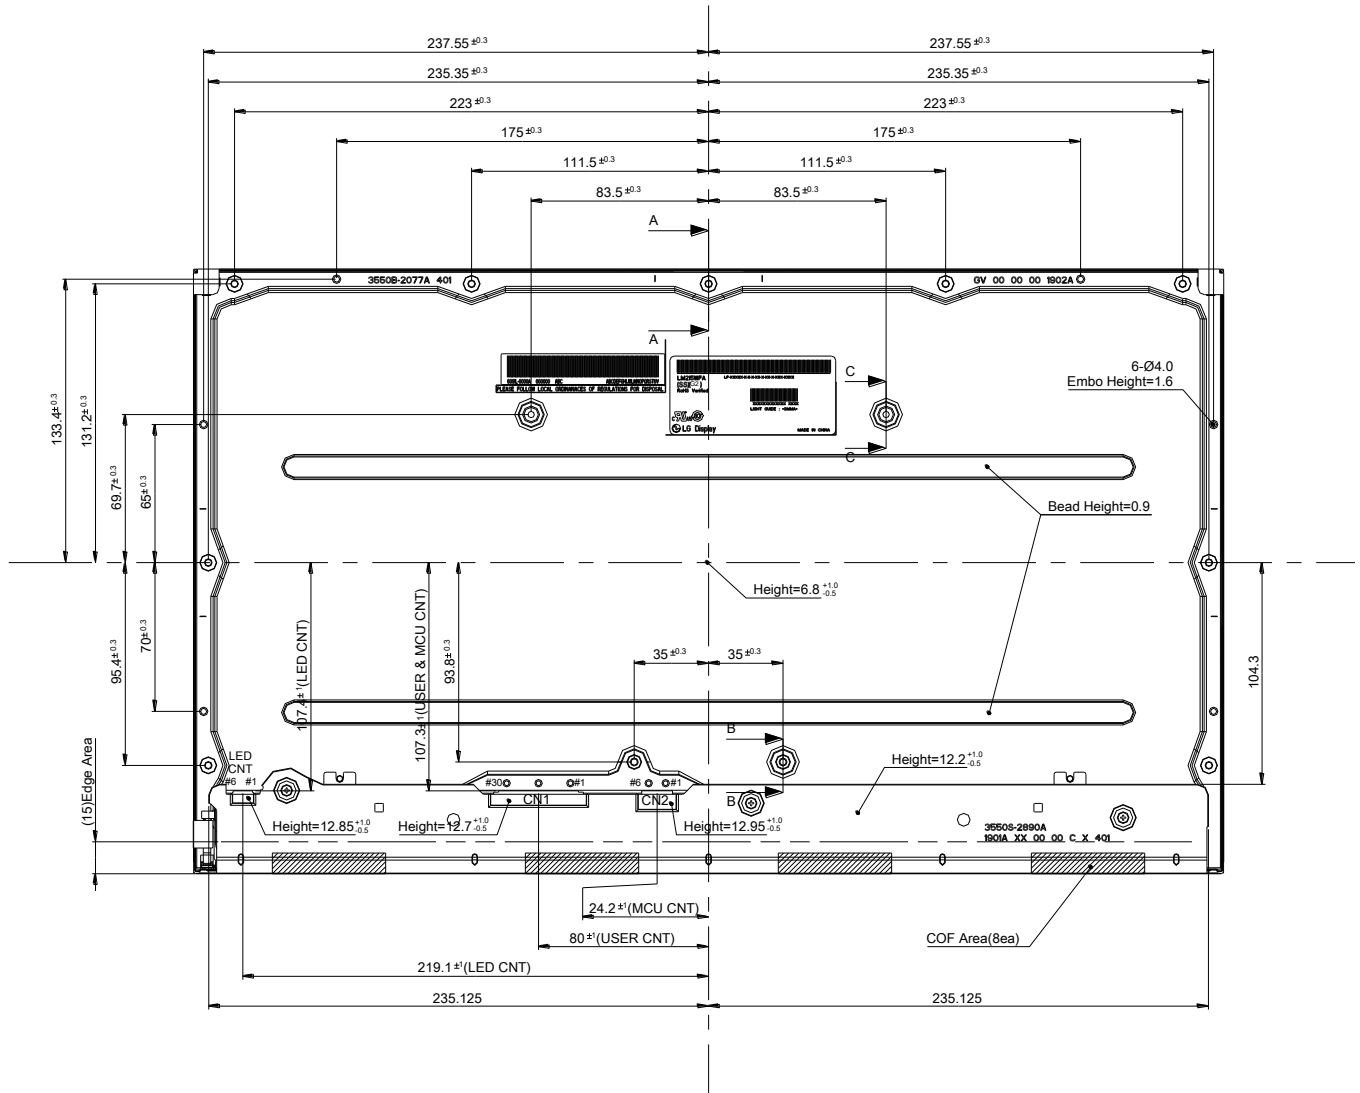 237.55 ±0.3 237.55 ±0.3
235.35 ±0.3 235.35 ±0.3
223 ±0.3 223 ±0.3
175 ±0.3 175 ±0.3
111.5 ±0.3 111.5 ±0.3
83.5 ±0.3 83.5 ±0.3
A
3550B-2077A 401
GV 00 00 00 1902A
A
PLEASE FOLLOW LOCAL ORDINANACES OF REGULATIONS FOR DISPOSAL
RoHS Verified
LG Display
MADE IN CHINA
C
C
6-Ø4.0
Embo Height=1.6
133.4 ±0.3
131.2 ±0.3
69.7 ±0.3
65 ±0.3
Bead Height=0.9
Height=6.8 +1.0 -0.5
95.4 ±0.3
70 ±0.3
107.4 ±1 (LED CNT)
107.3 ±1 (USER & MCU CNT)
93.8 ±0.3
35 ±0.3 35 ±0.3
104.3
B
B
LED
CNT
#6 #1
#30 #1
#6 #1
CN1
CN2
Height=12.2 +1.0 -0.5
Height=12.85 +1.0 -0.5
Height=12.7 +1.0 -0.5
Height=12.95 +1.0 -0.5
3550S-2890A
1901A XX 00 00 C X 401
(15)Edge Area
24.2 ±1 (MCU CNT)
80 ±1 (USER CNT)
COF Area(8ea)
219.1 ±1 (LED CNT)
235.125 235.125